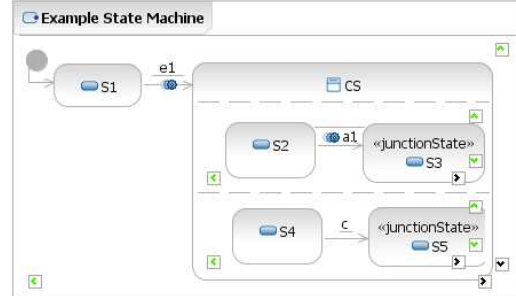 Example State Machine
e1
S1
CS
S2
a1
«junctionState»
S3
S4
c
«junctionState»
S5